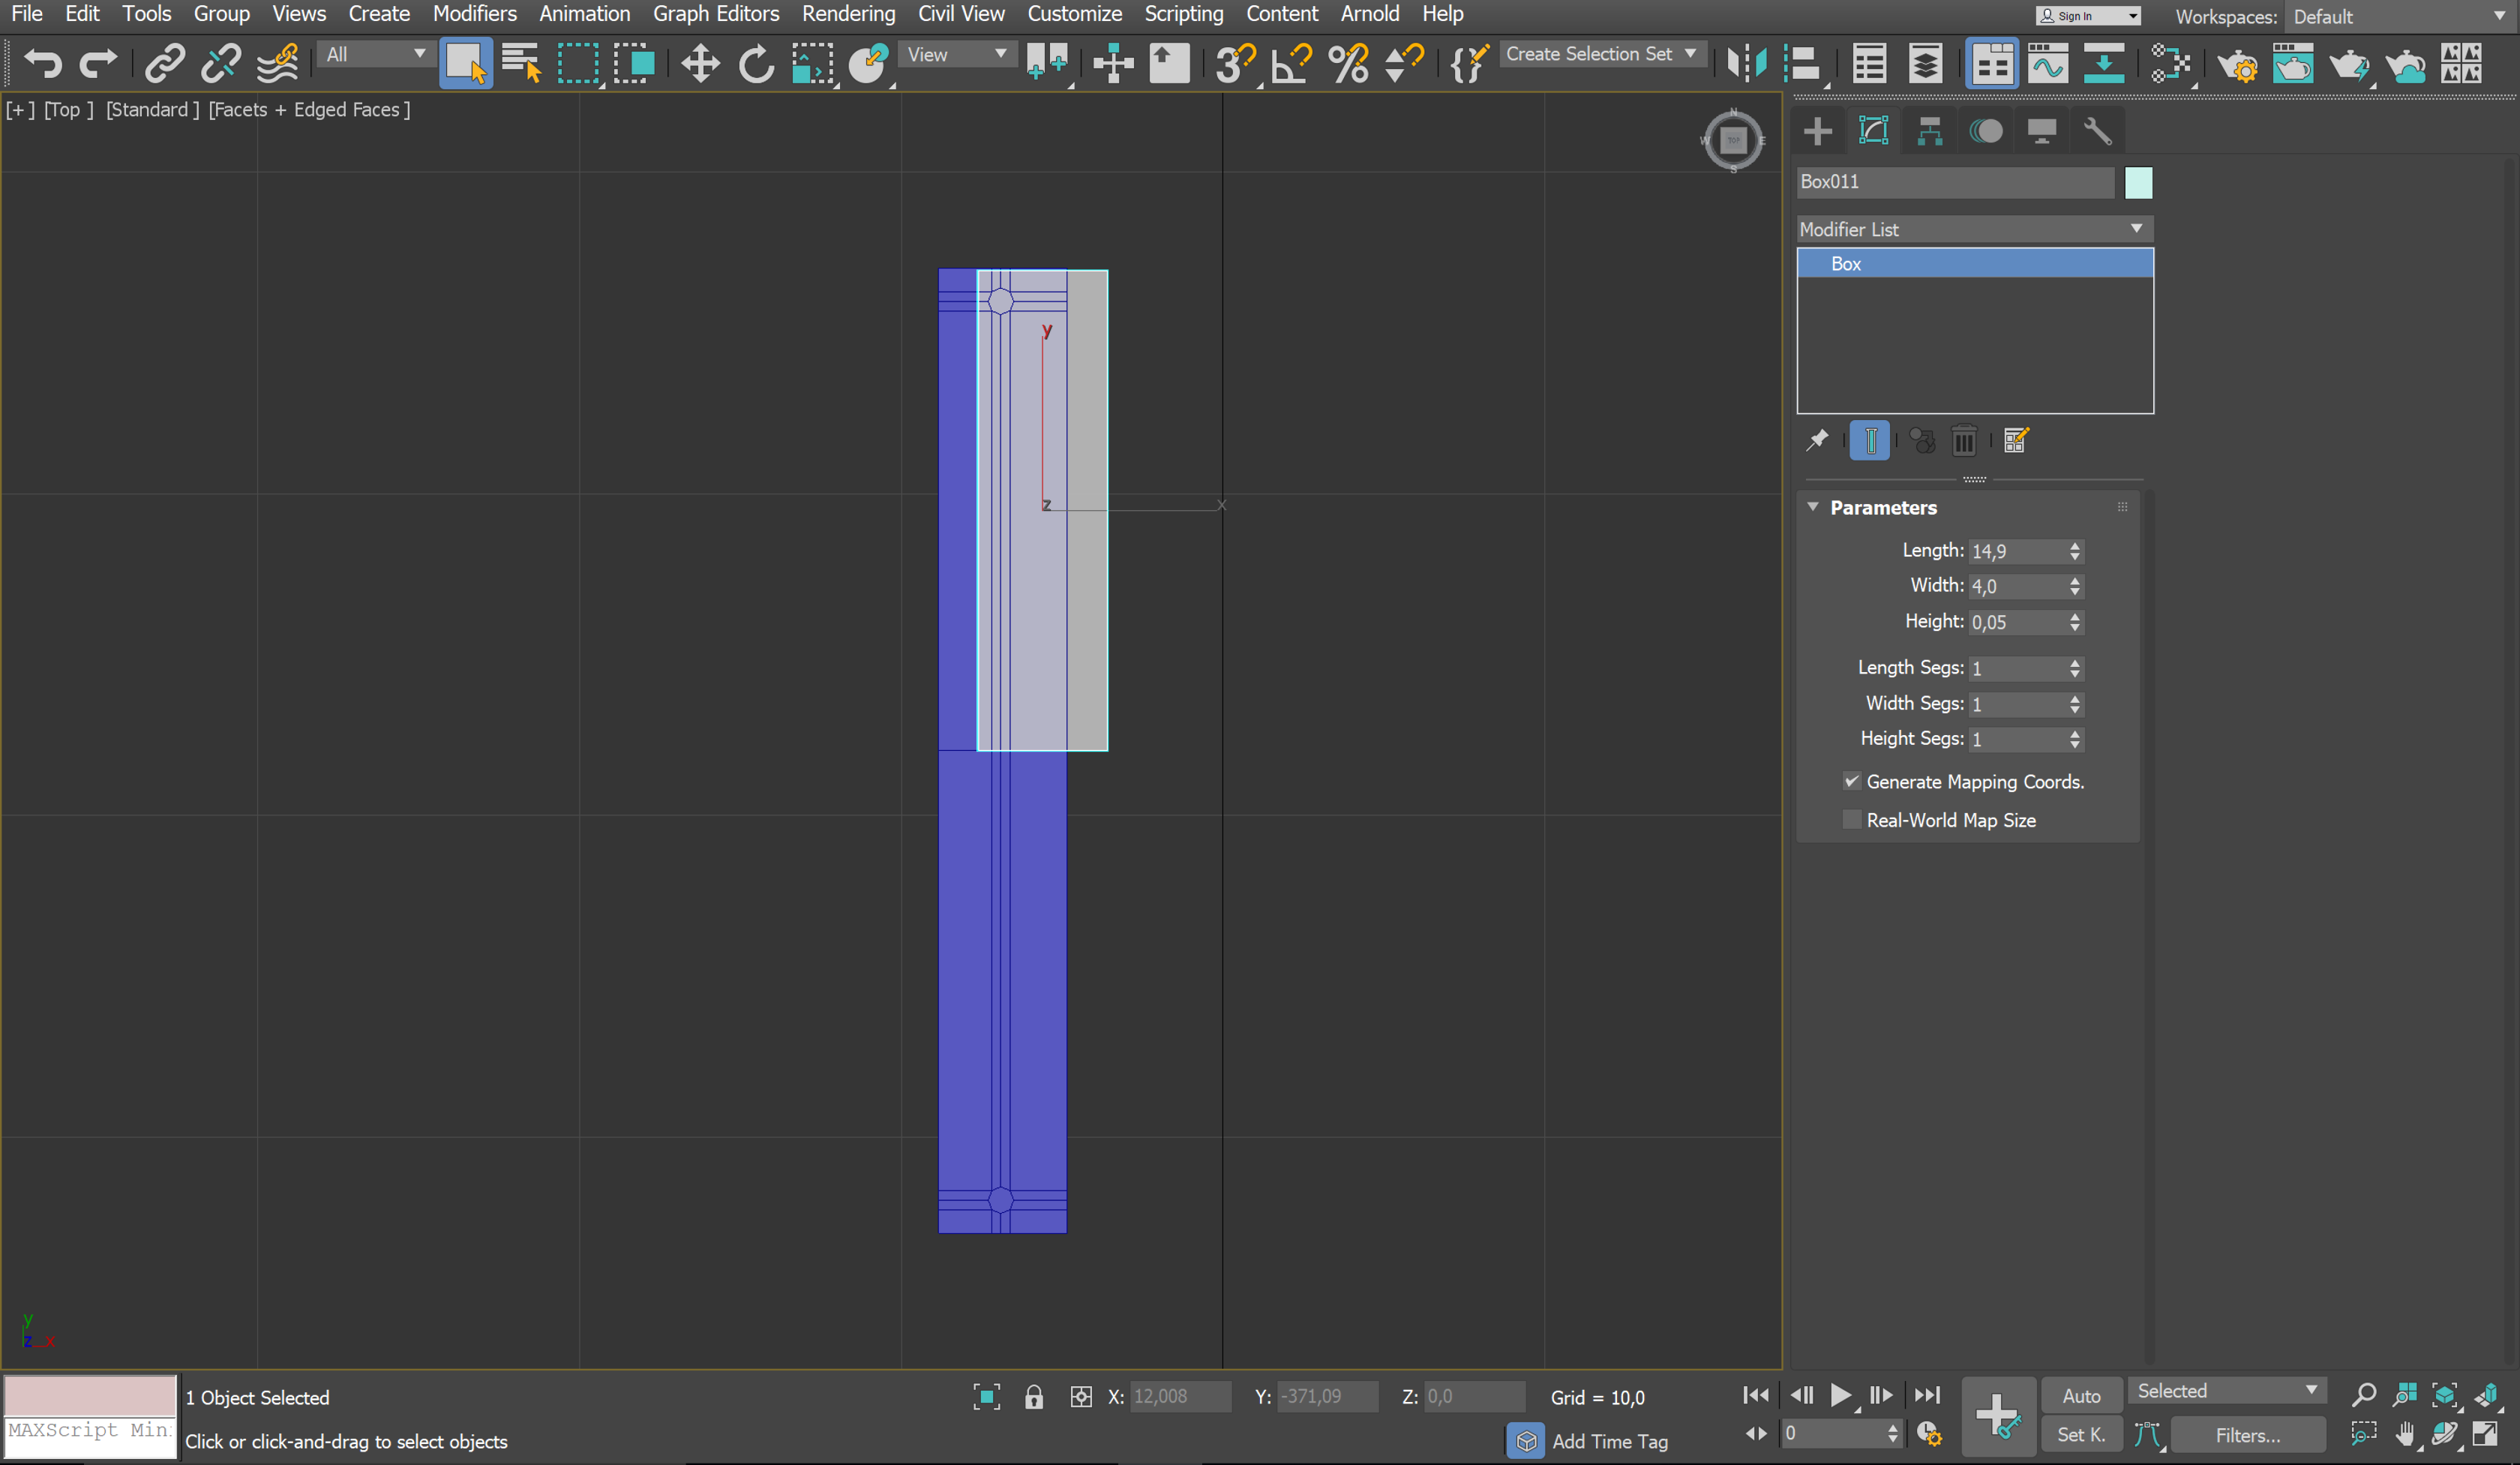 File Edit Tools Group Views Create Modifiers Animation Graph Editors Rendering Civil View Customize Scripting Content Arnold Help Sign In Workspaces: Default
All View Create Selection Set
[+] [Top ] [Standard ] [Facets + Edged Faces ]
N
W TOP E
S
Box011
Modifier List
Box
y
z x
Parameters
Length: 14,9
Width: 4,0
Height: 0,05
Length Segs: 1
Width Segs: 1
Height Segs: 1
Generate Mapping Coords.
Real-World Map Size
y
z x
1 Object Selected X: 12,008 Y: -371,09 Z: 0,0 Grid = 10,0 Auto Selected
MAXScript Min
Click or click-and-drag to select objects Add Time Tag 0 Set K. Filters...